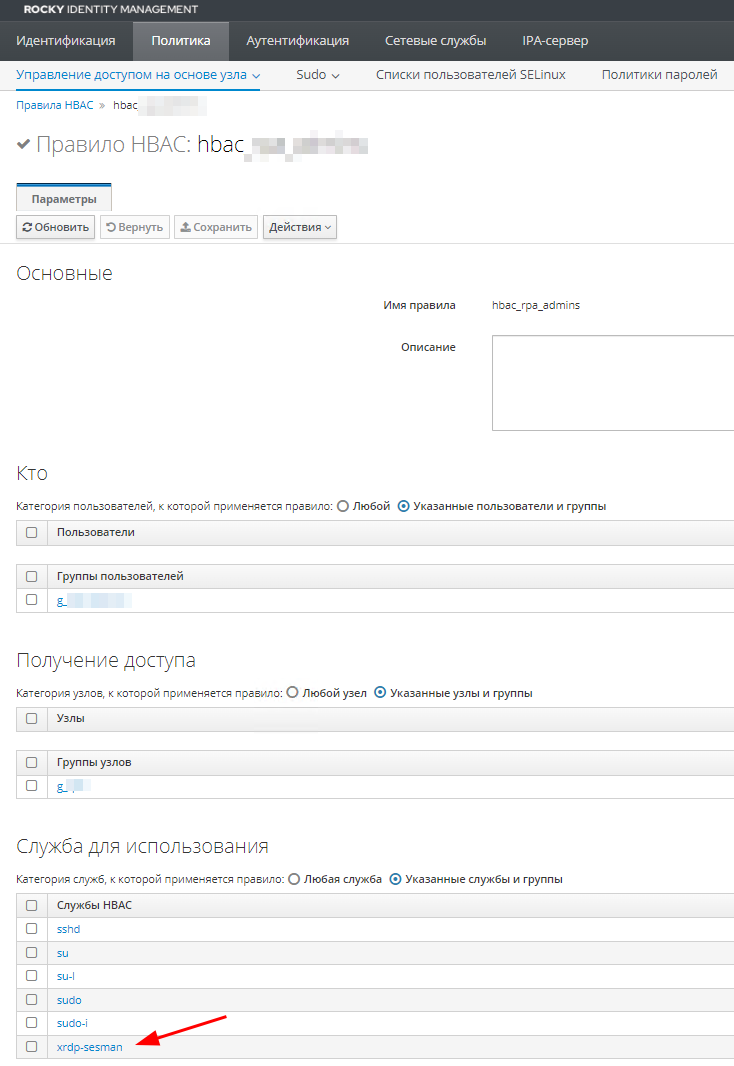 ROCKY IDENTITY MANAGEMENT
Идентификация Политика Аутентификация Сетевые службы IPA-сервер
Управление доступом на основе узла Sudo Списки пользователей SELinux Политики паролей
Правила HBAC » hbac
Правило HBAC: hbac
Параметры
Обновить Вернуть Сохранить Действия
Основные
Имя правила hbac_rpa_admins
Описание
Кто
Категория пользователей, к которой применяется правило: Любой Указанные пользователи и группы
Пользователи
Группы пользователей
g_
Получение доступа
Категория узлов, к которой применяется правило: Любой узел Указанные узлы и группы
Узлы
Группы узлов
g_
Служба для использования
Категория служб, к которой применяется правило: Любая служба Указанные службы и группы
Службы HBAC
sshd
su
su-l
sudo
sudo-i
xrdp-sesman